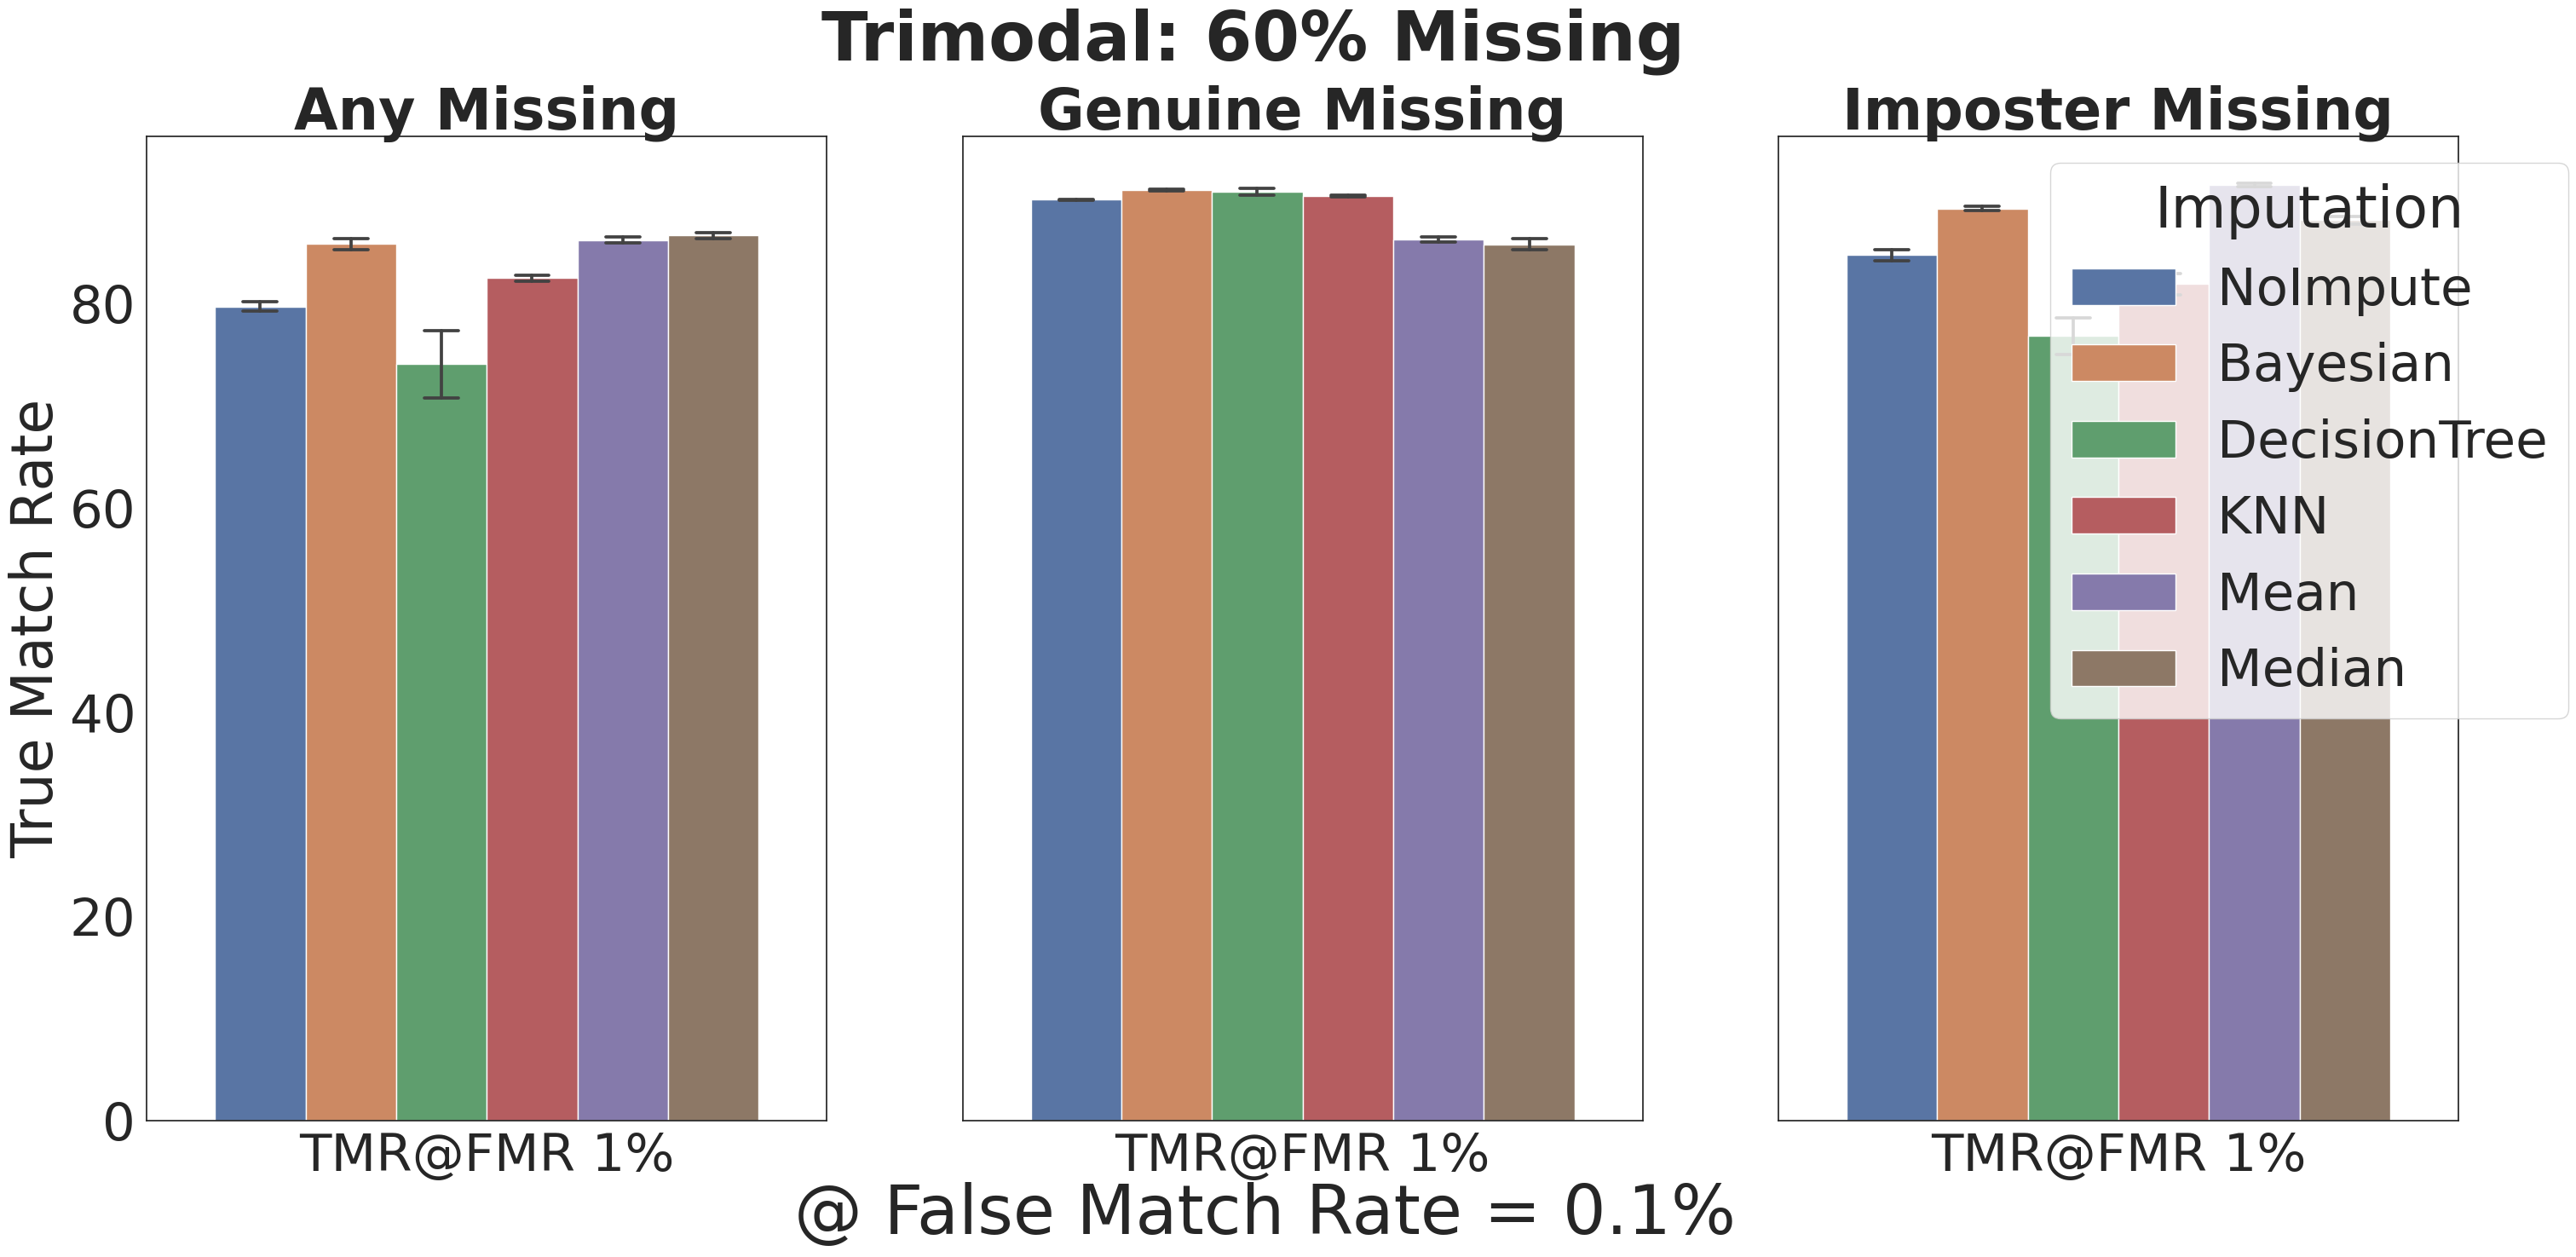 Trimodal: 60% Missing
Any Missing
Genuine Missing
Imposter Missing
True Match Rate
80
60
40
20
0
Imputation
NoImpute
Bayesian
DecisionTree
KNN
Mean
Median
TMR@FMR 1%
TMR@FMR 1%
TMR@FMR 1%
@ False Match Rate = 0.1%